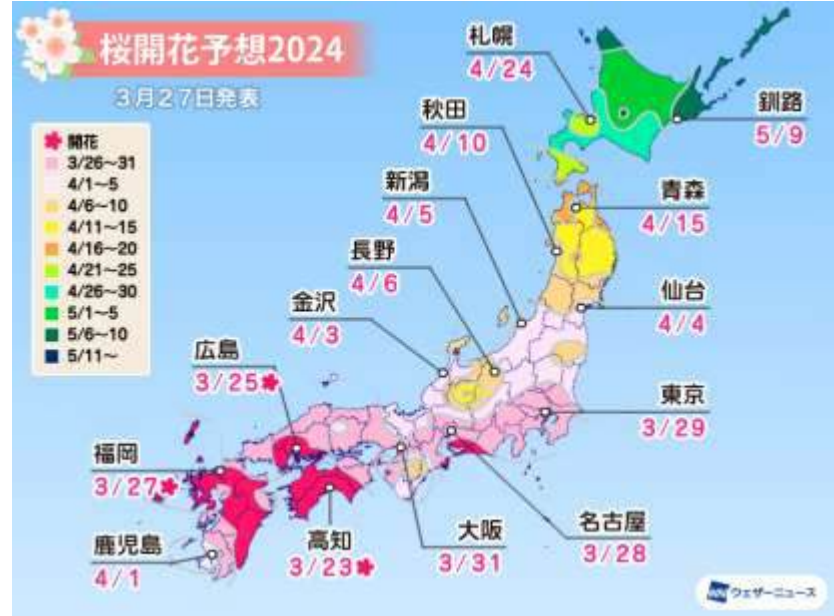 桜開花予想2024
3月27日発表
開花
3/26～31
4/1～5
4/6～10
4/11～15
4/16～20
4/21～25
4/26～30
5/1～5
5/6～10
5/11～
札幌
4/24
釧路
5/9
秋田
4/10
青森
4/15
新潟
4/5
仙台
4/4
長野
4/6
金沢
4/3
広島
3/25
東京
3/29
福岡
3/27
名古屋
3/28
鹿児島
4/1
高知
3/23
大阪
3/31
ウェザーニュース